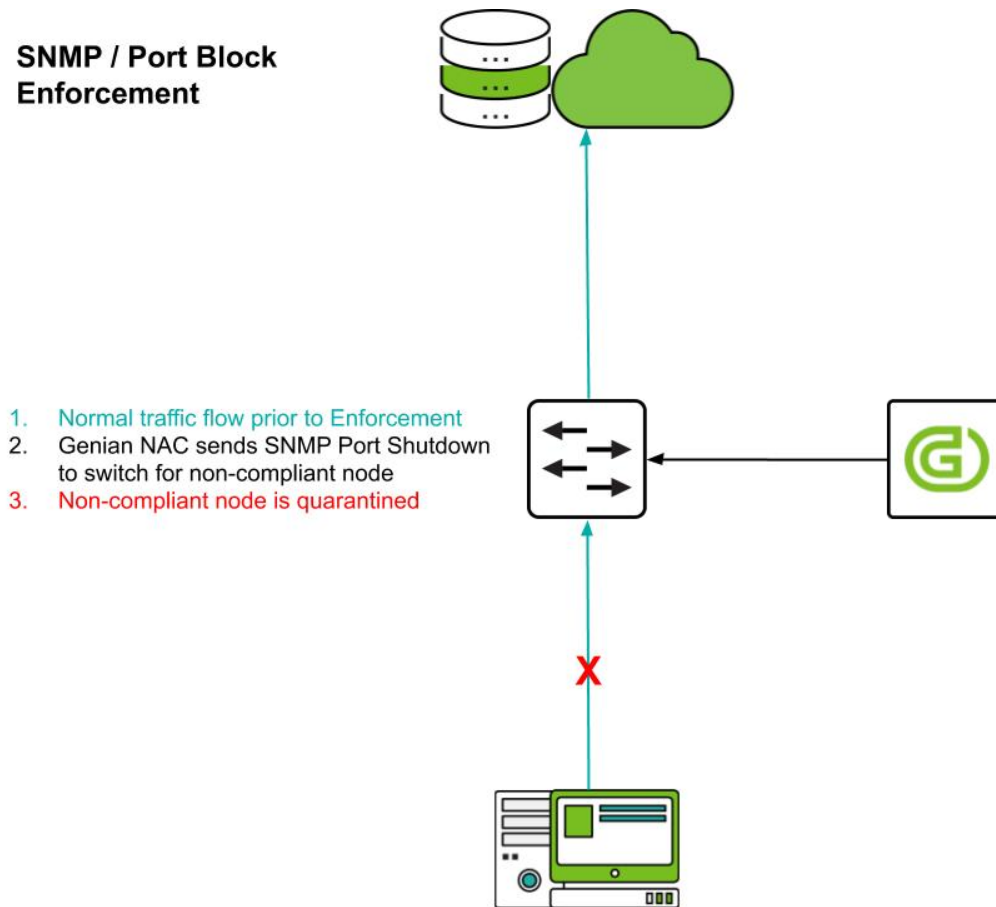 SNMP / Port Block
Enforcement
1. Normal traffic flow prior to Enforcement
2. Genian NAC sends SNMP Port Shutdown
to switch for non-compliant node
3. Non-compliant node is quarantined
X
G